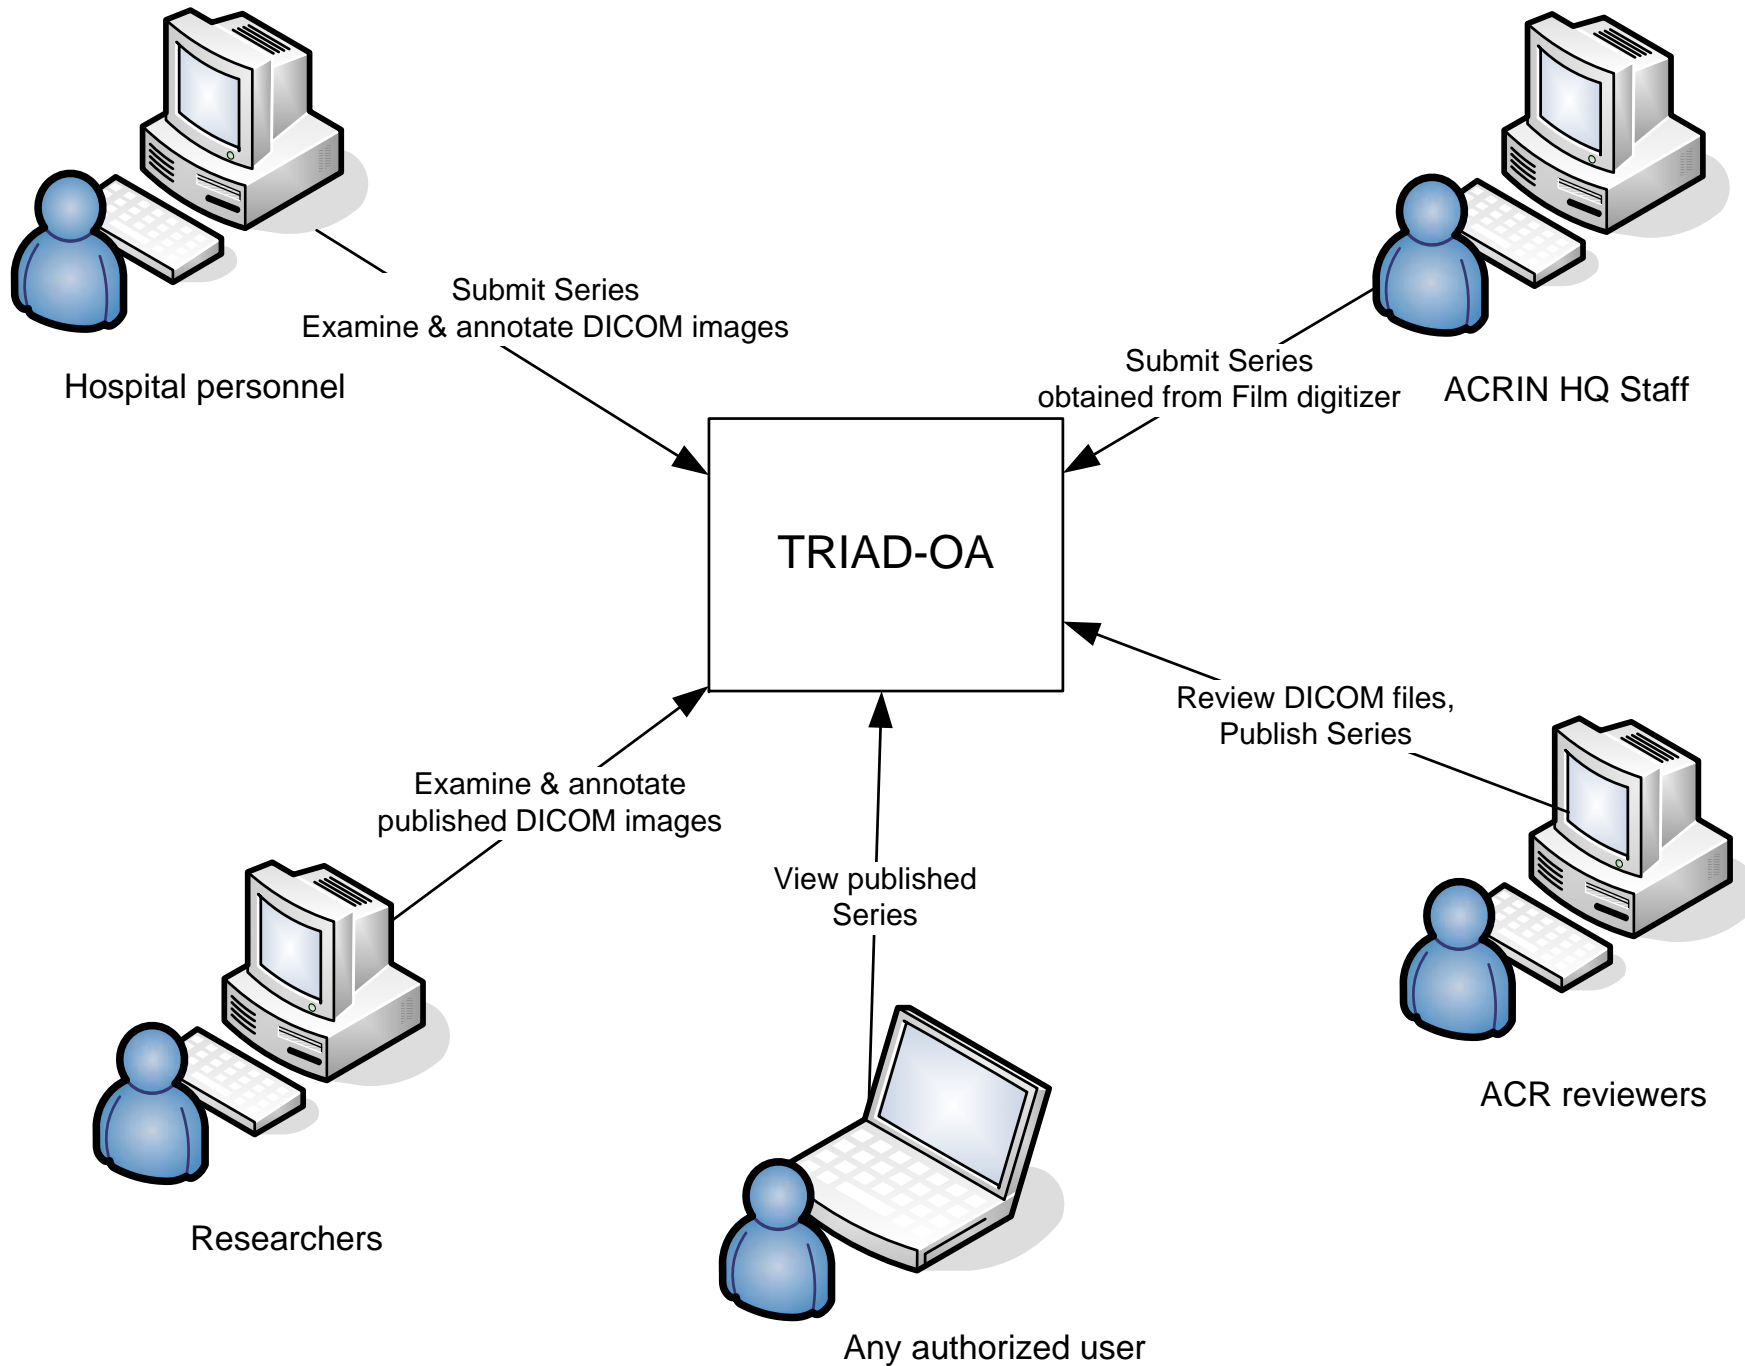 Submit Series
Examine & annotate DICOM images
Hospital personnel
Submit Series
obtained from Film digitizer
ACRIN HQ Staff
TRIAD-OA
Review DICOM files,
Publish Series
Examine & annotate
published DICOM images
View published
Series
ACR reviewers
Researchers
Any authorized user